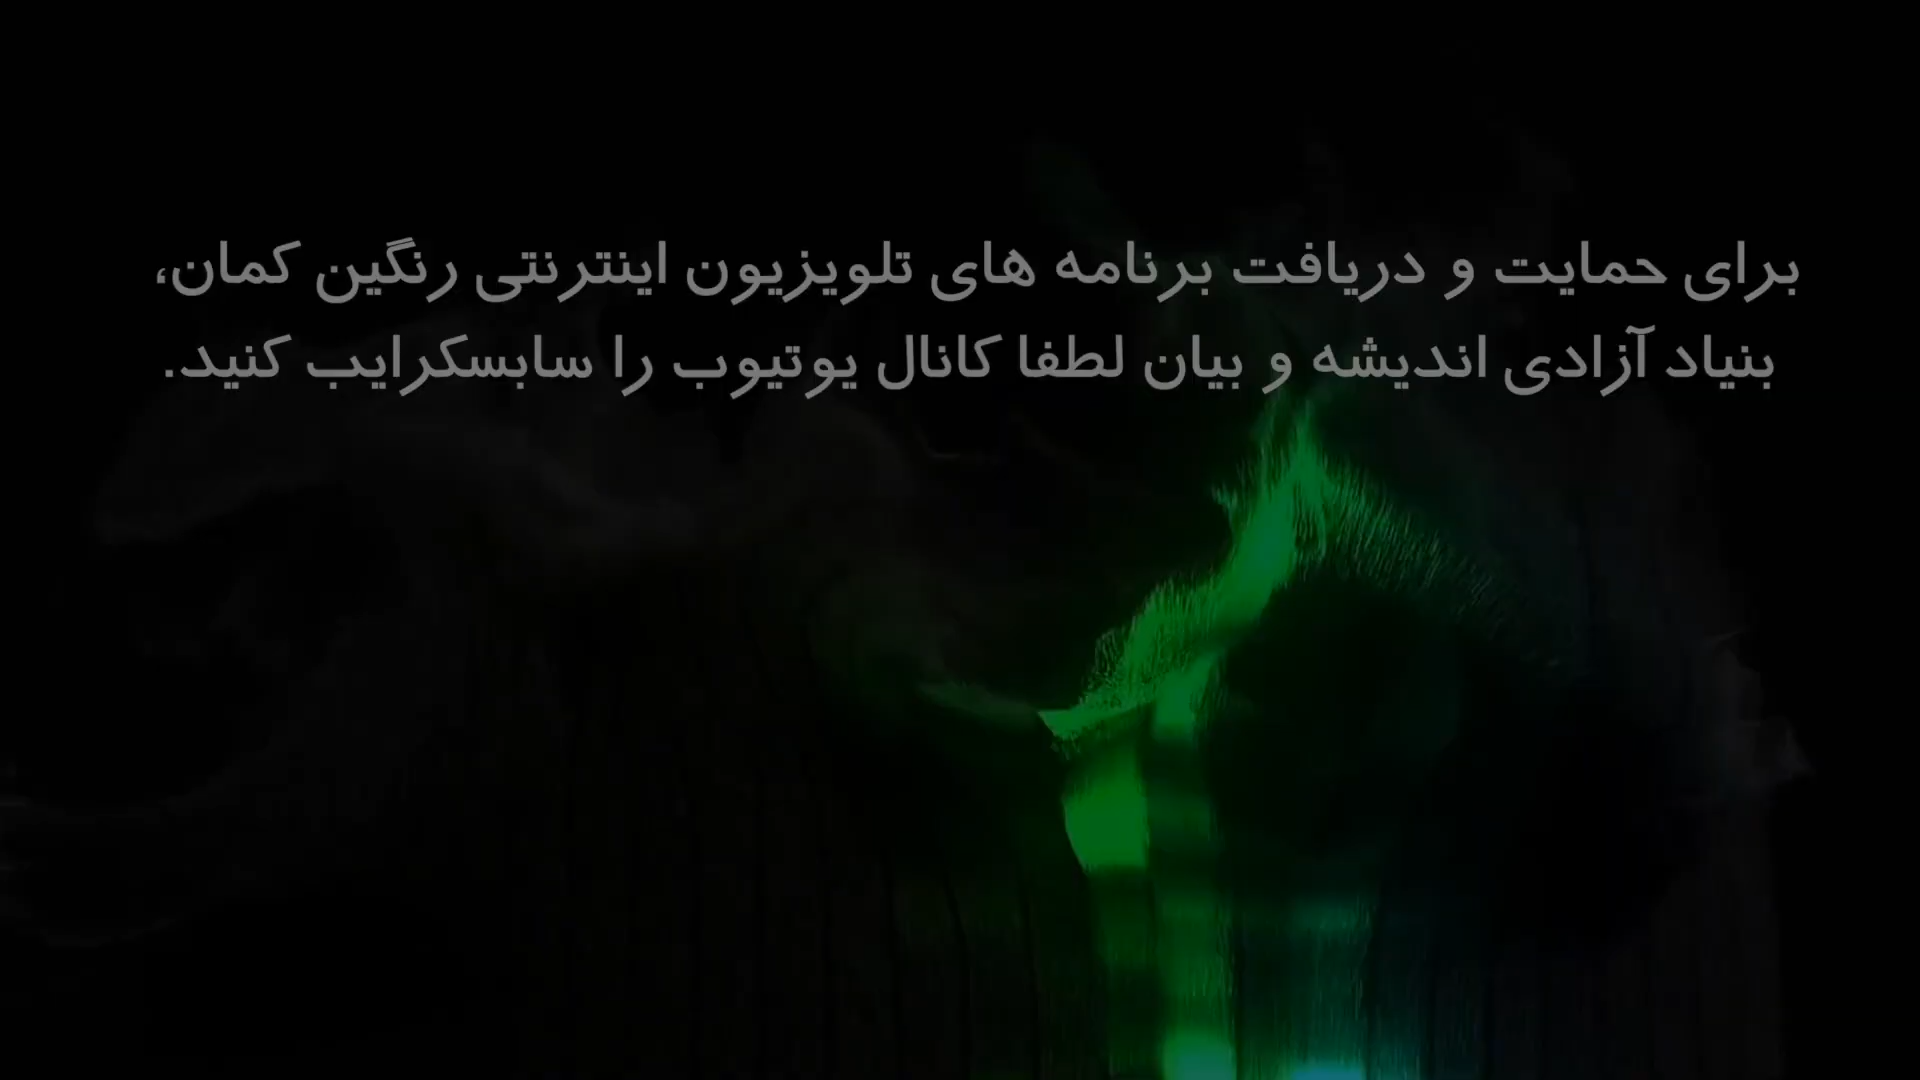 برای حمایت و دریافت برنامه های تلویزیون اینترنتی رنگین کمان،
بنیاد آزادی اندیشه و بیان لطفا کانال یوتیوب را سابسکرایب کنید.